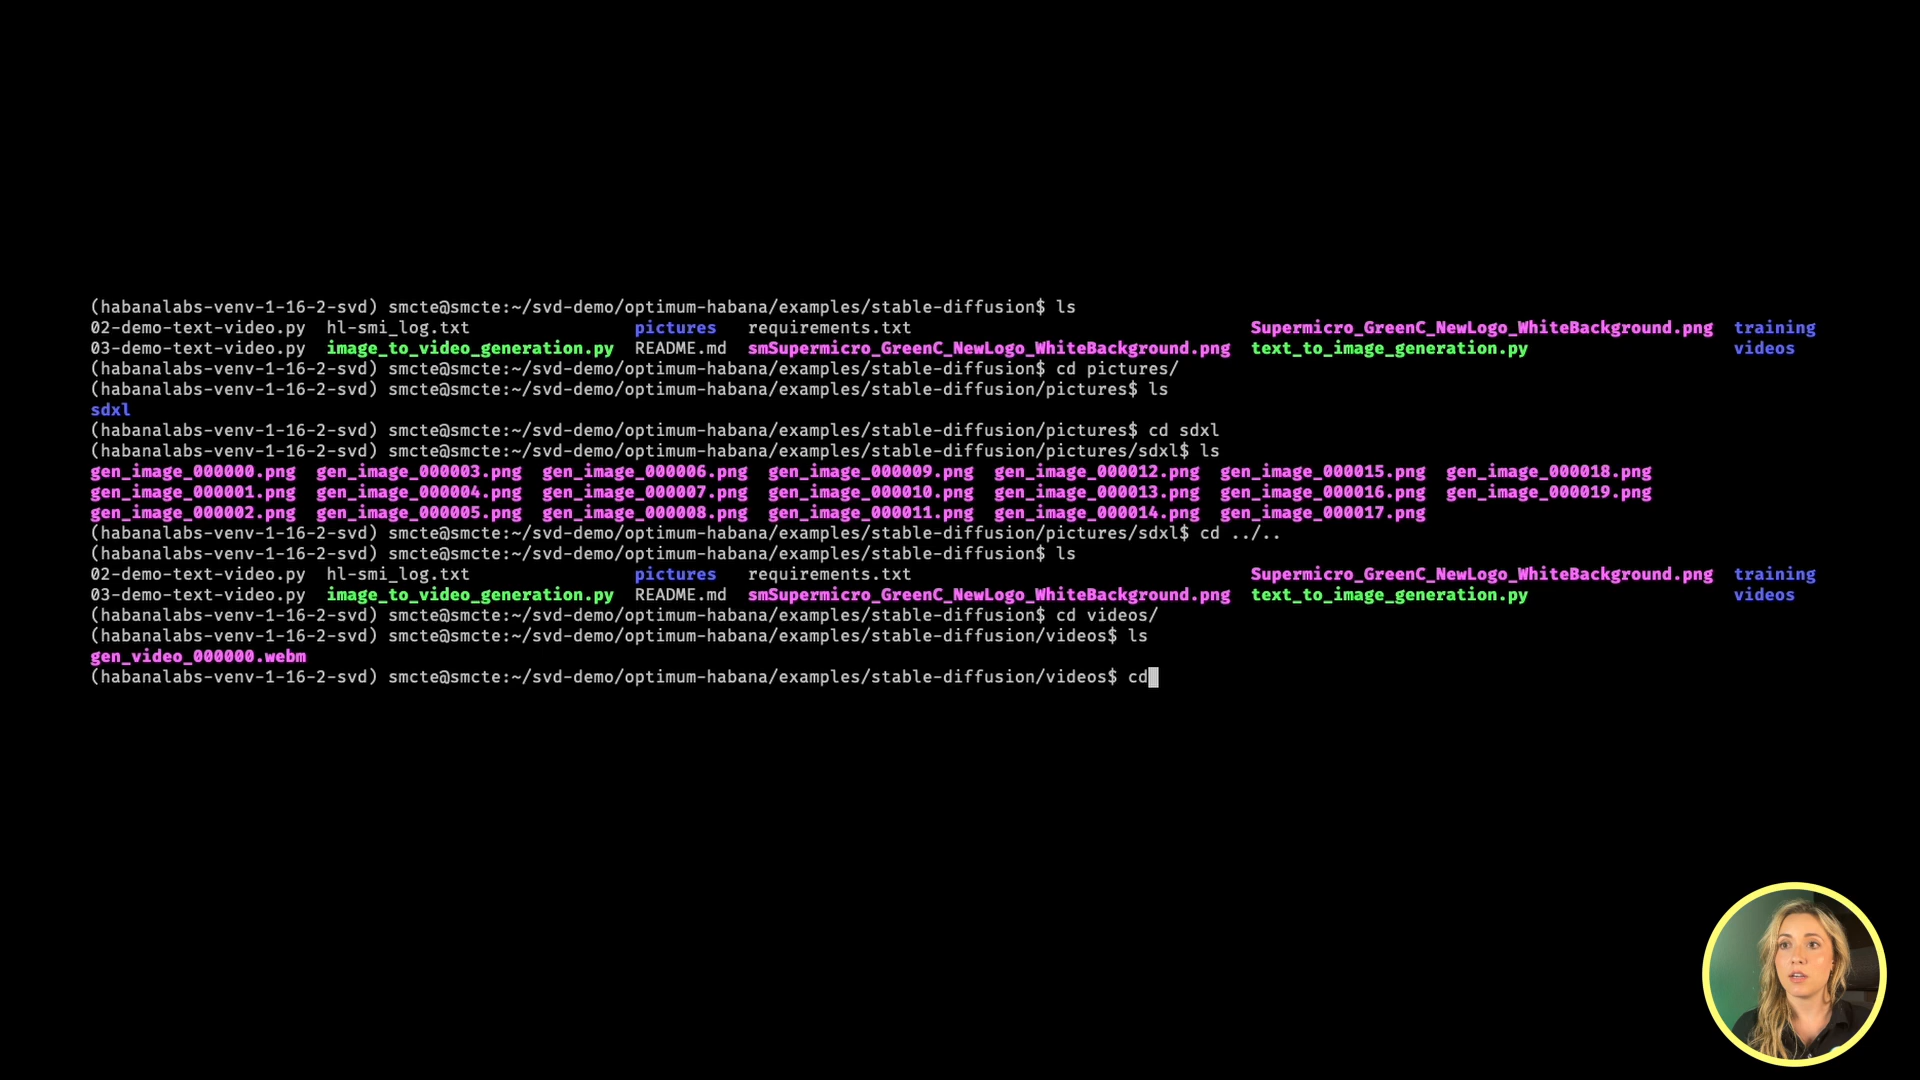 (habanalabs-venv-1-16-2-svd) smcte@smcte:~/svd-demo/optimum-habana/examples/stable-diffusion$ ls
02-demo-text-video.py  hl-smi_log.txt                pictures   requirements.txt                                 Supermicro_GreenC_NewLogo_WhiteBackground.png  training
03-demo-text-video.py  image_to_video_generation.py  README.md  smSupermicro_GreenC_NewLogo_WhiteBackground.png  text_to_image_generation.py                    videos
(habanalabs-venv-1-16-2-svd) smcte@smcte:~/svd-demo/optimum-habana/examples/stable-diffusion$ cd pictures/
(habanalabs-venv-1-16-2-svd) smcte@smcte:~/svd-demo/optimum-habana/examples/stable-diffusion/pictures$ ls
sdxl
(habanalabs-venv-1-16-2-svd) smcte@smcte:~/svd-demo/optimum-habana/examples/stable-diffusion/pictures$ cd sdxl
(habanalabs-venv-1-16-2-svd) smcte@smcte:~/svd-demo/optimum-habana/examples/stable-diffusion/pictures/sdxl$ ls
gen_image_000000.png  gen_image_000003.png  gen_image_000006.png  gen_image_000009.png  gen_image_000012.png  gen_image_000015.png  gen_image_000018.png
gen_image_000001.png  gen_image_000004.png  gen_image_000007.png  gen_image_000010.png  gen_image_000013.png  gen_image_000016.png  gen_image_000019.png
gen_image_000002.png  gen_image_000005.png  gen_image_000008.png  gen_image_000011.png  gen_image_000014.png  gen_image_000017.png
(habanalabs-venv-1-16-2-svd) smcte@smcte:~/svd-demo/optimum-habana/examples/stable-diffusion/pictures/sdxl$ cd ../..
(habanalabs-venv-1-16-2-svd) smcte@smcte:~/svd-demo/optimum-habana/examples/stable-diffusion$ ls
02-demo-text-video.py  hl-smi_log.txt                pictures   requirements.txt                                 Supermicro_GreenC_NewLogo_WhiteBackground.png  training
03-demo-text-video.py  image_to_video_generation.py  README.md  smSupermicro_GreenC_NewLogo_WhiteBackground.png  text_to_image_generation.py                    videos
(habanalabs-venv-1-16-2-svd) smcte@smcte:~/svd-demo/optimum-habana/examples/stable-diffusion$ cd videos/
(habanalabs-venv-1-16-2-svd) smcte@smcte:~/svd-demo/optimum-habana/examples/stable-diffusion/videos$ ls
gen_video_000000.webm
(habanalabs-venv-1-16-2-svd) smcte@smcte:~/svd-demo/optimum-habana/examples/stable-diffusion/videos$ cd